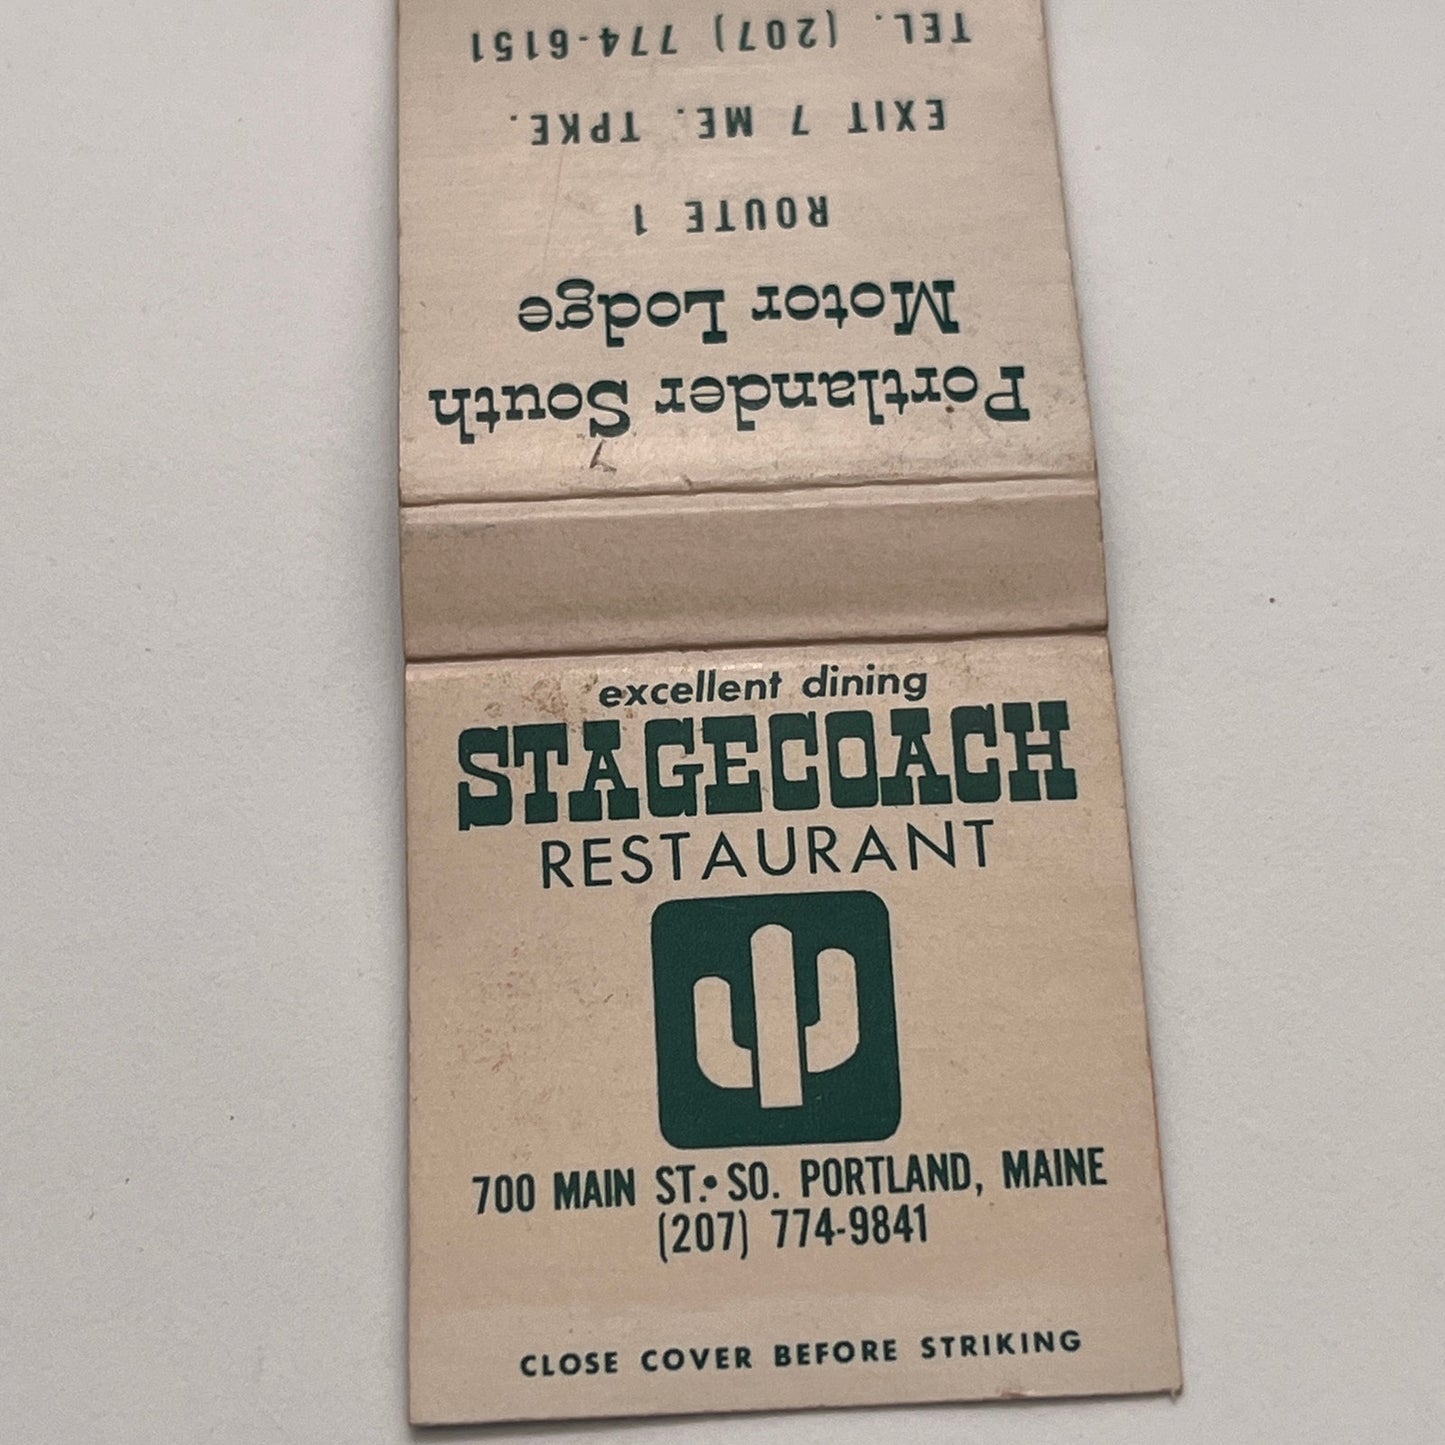 excellent dining
STAGECOACH
RESTAURANT
700 MAIN ST. • SO. PORTLAND, MAINE
(207) 774-9841
CLOSE COVER BEFORE STRIKING
Portlander South
Motor Lodge
ROUTE 1
EXIT 7 ME. TPKE.
TEL. (207) 774-6151